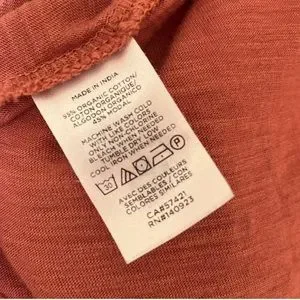 MADE IN INDIA
55% ORGANIC COTTON/
COTON ORGANIQUE/
ALGODON ORGANICO
45% MODAL
MACHINE WASH COLD
WITH LIKE COLORS
ONLY NON-CHLORINE
BLEACH WHEN NEEDED
TUMBLE DRY LOW
COOL IRON WHEN NEEDED
30
P
AVEC DES COULEURS
SEMBLABLES / CON
COLORES SIMILARES
CA#57421
RN#140923